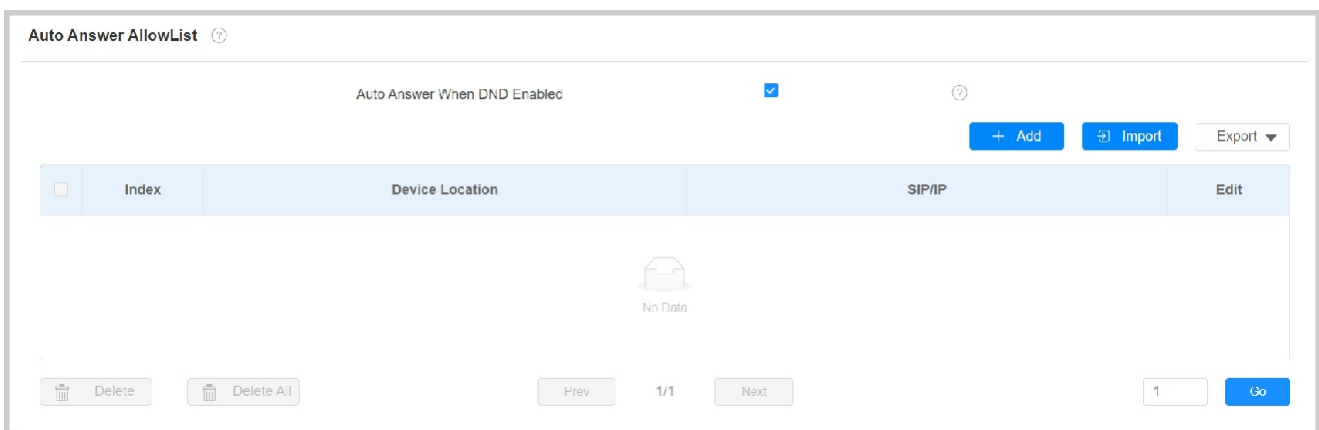 Auto Answer AllowList ?
Auto Answer When DND Enabled ?
+ Add Import Export
Index Device Location SIP/IP Edit
No Data
Delete Delete All Prev 1/1 Next 1 Go